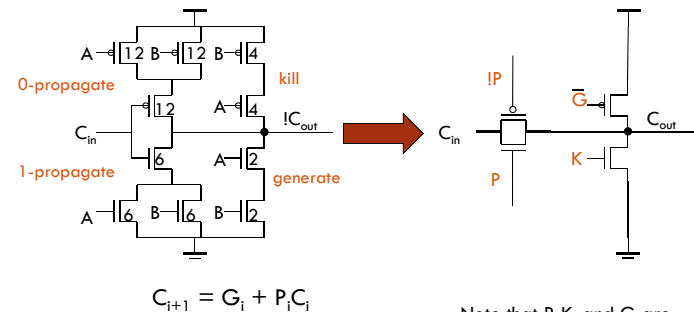 A 12 B 12 B 4
0-propagate kill
12 A 4
C_in !C_out
6 A 2
1-propagate generate
A 6 B 6 B 2
!P
G̅
C_in C_out
K
P
C_{i+1} = G_i + P_iC_i